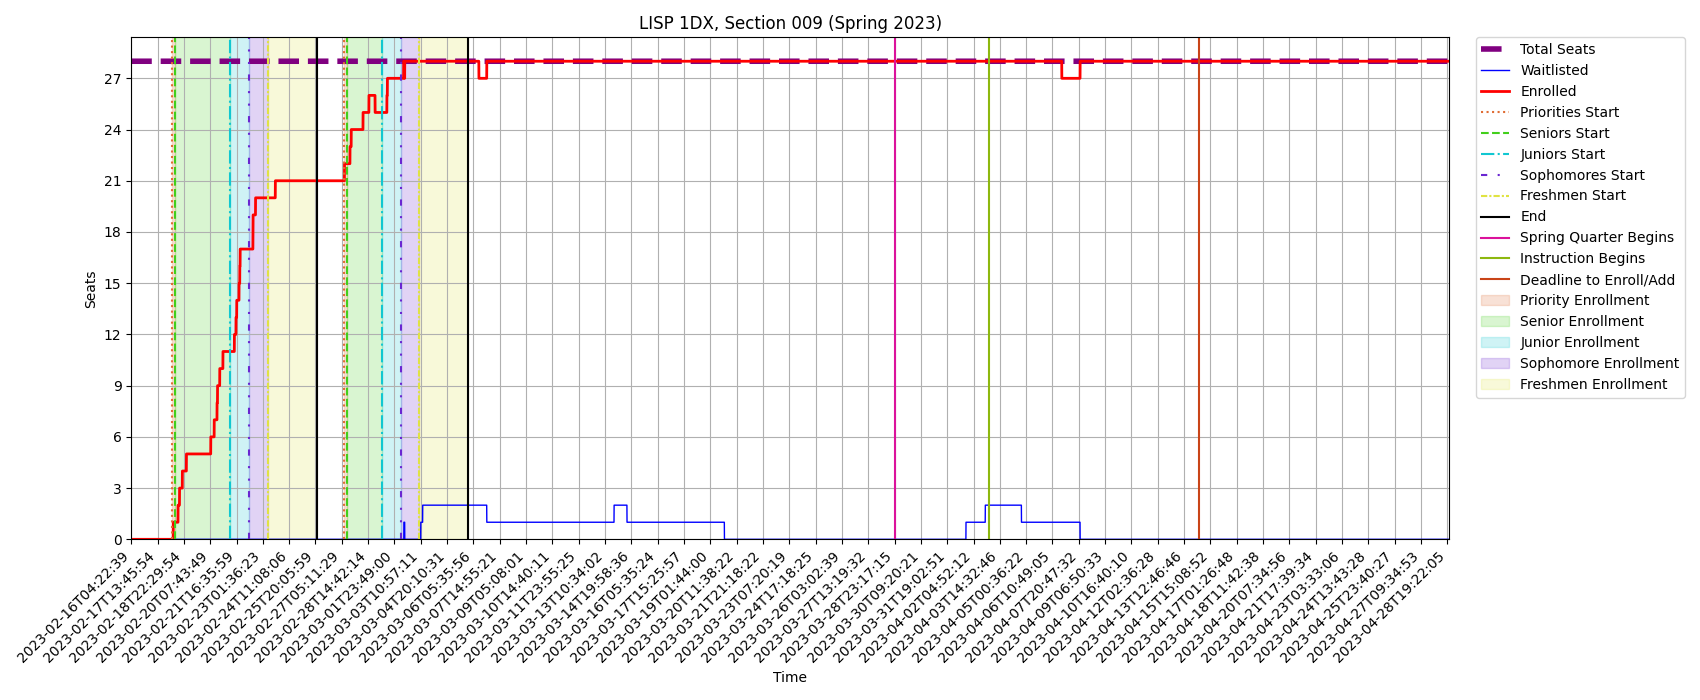 LISP 1DX, Section 009 (Spring 2023)
Seats
27
24
21
18
15
12
9
6
3
0
2023-02-16T04:22:39
2023-02-17T13:45:54
2023-02-18T22:29:54
2023-02-20T07:43:49
2023-02-21T16:35:59
2023-02-23T01:36:23
2023-02-24T11:08:06
2023-02-25T20:05:59
2023-02-27T05:11:29
2023-02-28T14:42:14
2023-03-01T23:49:00
2023-03-03T10:57:11
2023-03-04T20:10:31
2023-03-06T05:35:56
2023-03-07T14:55:21
2023-03-09T05:08:01
2023-03-10T14:40:11
2023-03-11T23:55:25
2023-03-13T10:34:02
2023-03-14T19:58:36
2023-03-16T05:35:24
2023-03-17T15:25:57
2023-03-19T01:44:00
2023-03-20T11:38:22
2023-03-21T21:18:22
2023-03-23T07:20:19
2023-03-24T17:18:25
2023-03-26T03:02:39
2023-03-27T13:19:32
2023-03-28T23:17:15
2023-03-30T09:20:21
2023-03-31T19:02:51
2023-04-02T04:52:12
2023-04-03T14:32:46
2023-04-05T00:36:22
2023-04-06T10:49:05
2023-04-07T20:47:32
2023-04-09T06:50:33
2023-04-10T16:40:10
2023-04-12T02:36:28
2023-04-13T12:46:46
2023-04-15T15:08:52
2023-04-17T01:26:48
2023-04-18T11:42:38
2023-04-20T07:34:56
2023-04-21T17:39:34
2023-04-23T03:33:06
2023-04-24T13:43:28
2023-04-25T23:40:27
2023-04-27T09:34:53
2023-04-28T19:22:05
Time
Total Seats
Waitlisted
Enrolled
Priorities Start
Seniors Start
Juniors Start
Sophomores Start
Freshmen Start
End
Spring Quarter Begins
Instruction Begins
Deadline to Enroll/Add
Priority Enrollment
Senior Enrollment
Junior Enrollment
Sophomore Enrollment
Freshmen Enrollment